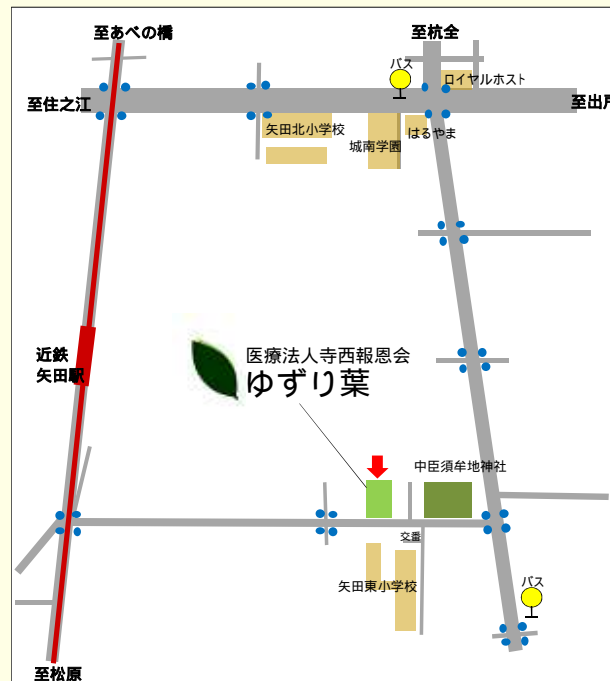 至あべの橋
至杭全
バス
ロイヤルホスト
至住之江
至出戸
矢田北小学校
はるやま
城南学園
近鉄
矢田駅
医療法人寺西報恩会
ゆずり葉
中臣須牟地神社
交番
矢田東小学校
バス
至松原